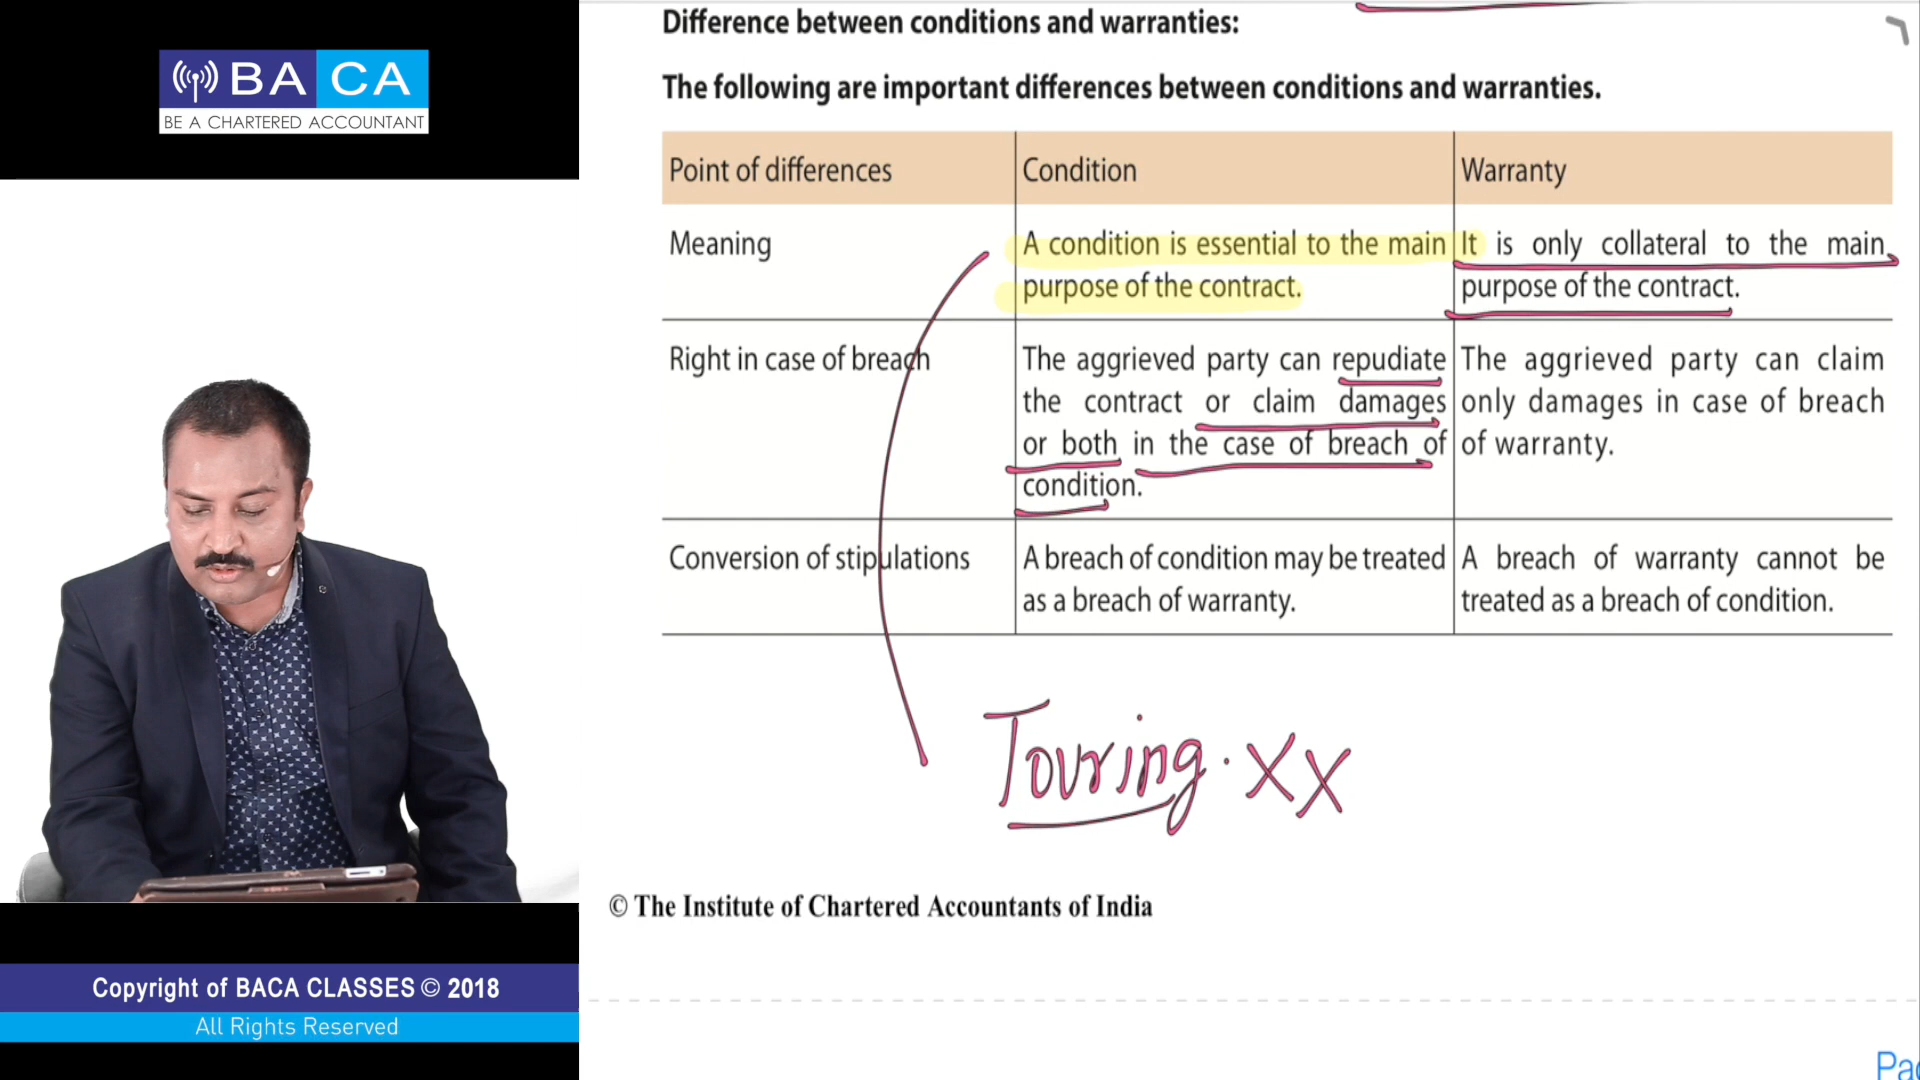 BA CA
BE A CHARTERED ACCOUNTANT
Difference between conditions and warranties:
The following are important differences between conditions and warranties.
Point of differences
Condition
Warranty
Meaning
A condition is essential to the main
purpose of the contract.
It is only collateral to the main
purpose of the contract.
Right in case of breach
The aggrieved party can repudiate
the contract or claim damages
or both in the case of breach of
condition.
The aggrieved party can claim
only damages in case of breach
of warranty.
Conversion of stipulations
A breach of condition may be treated
as a breach of warranty.
A breach of warranty cannot be
treated as a breach of condition.
Touring. XX
© The Institute of Chartered Accountants of India
Copyright of BACA CLASSES © 2018
All Rights Reserved